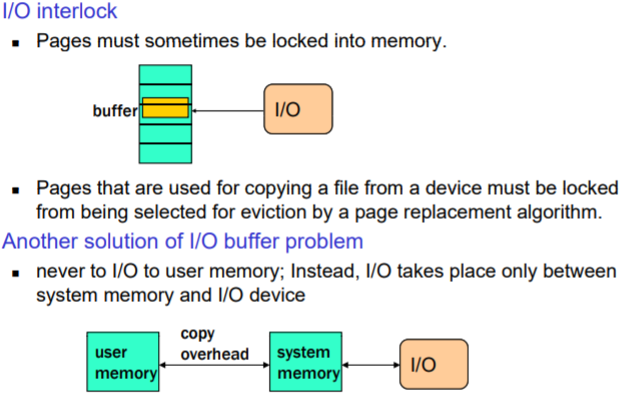 I/O interlock
▪ Pages must sometimes be locked into memory.
buffer
I/O
▪ Pages that are used for copying a file from a device must be locked
from being selected for eviction by a page replacement algorithm.
Another solution of I/O buffer problem
▪ never to I/O to user memory; Instead, I/O takes place only between
system memory and I/O device
copy
overhead
user
memory
system
memory
I/O